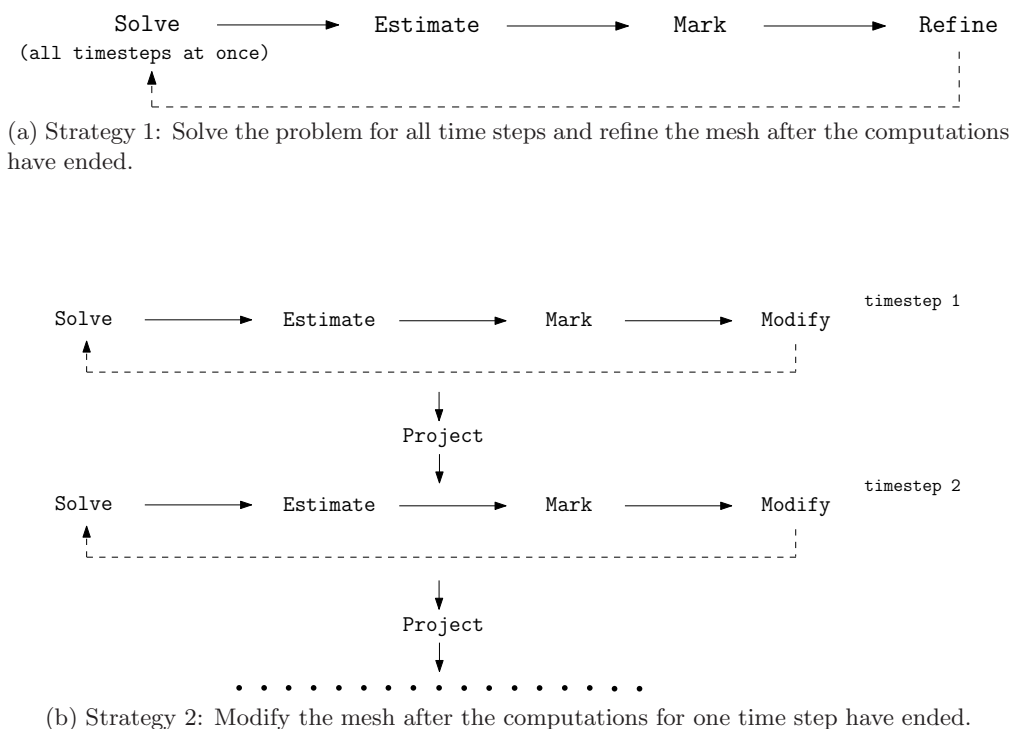 Solve Estimate Mark Refine
(all timesteps at once)
(a) Strategy 1: Solve the problem for all time steps and refine the mesh after the computations
have ended.
timestep 1
Solve Estimate Mark Modify
Project
timestep 2
Solve Estimate Mark Modify
Project
(b) Strategy 2: Modify the mesh after the computations for one time step have ended.